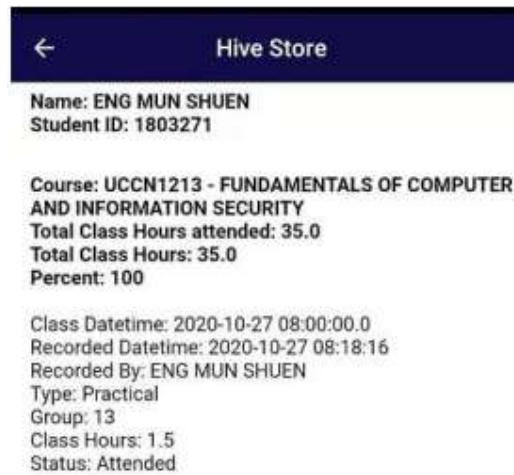 Hive Store
Name: ENG MUN SHUEN
Student ID: 1803271
Course: UCCN1213 - FUNDAMENTALS OF COMPUTER
AND INFORMATION SECURITY
Total Class Hours attended: 35.0
Total Class Hours: 35.0
Percent: 100
Class Datetime: 2020-10-27 08:00:00.0
Recorded Datetime: 2020-10-27 08:18:16
Recorded By: ENG MUN SHUEN
Type: Practical
Group: 13
Class Hours: 1.5
Status: Attended